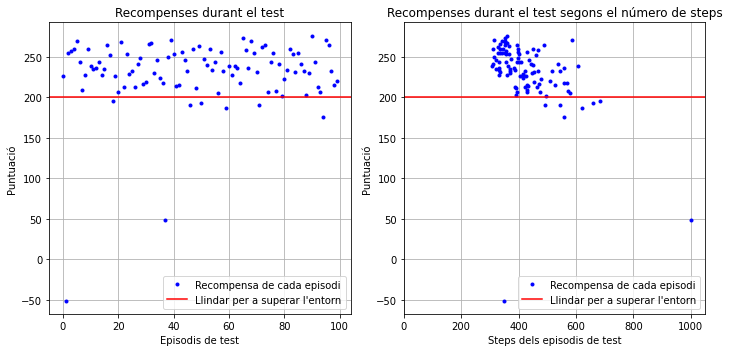 Recompenses durant el test
Puntuació
250
200
150
100
50
0
−50
0
20
40
60
80
100
Episodis de test
Recompensa de cada episodi
Llindar per a superar l'entorn
Recompenses durant el test segons el número de steps
Puntuació
250
200
150
100
50
0
−50
0
200
400
600
800
1000
Steps dels episodis de test
Recompensa de cada episodi
Llindar per a superar l'entorn